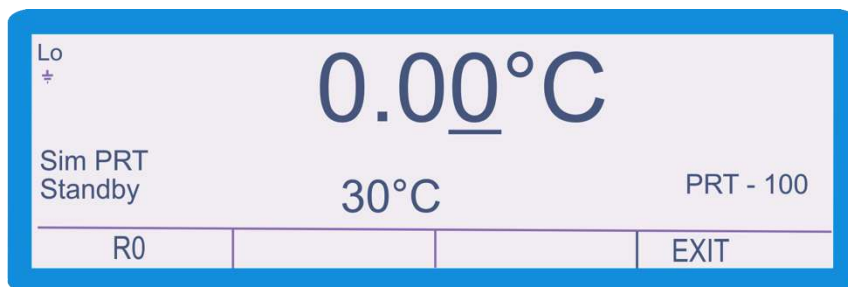 Lo
0.00°C
Sim PRT
Standby
30°C
PRT - 100
R0
EXIT